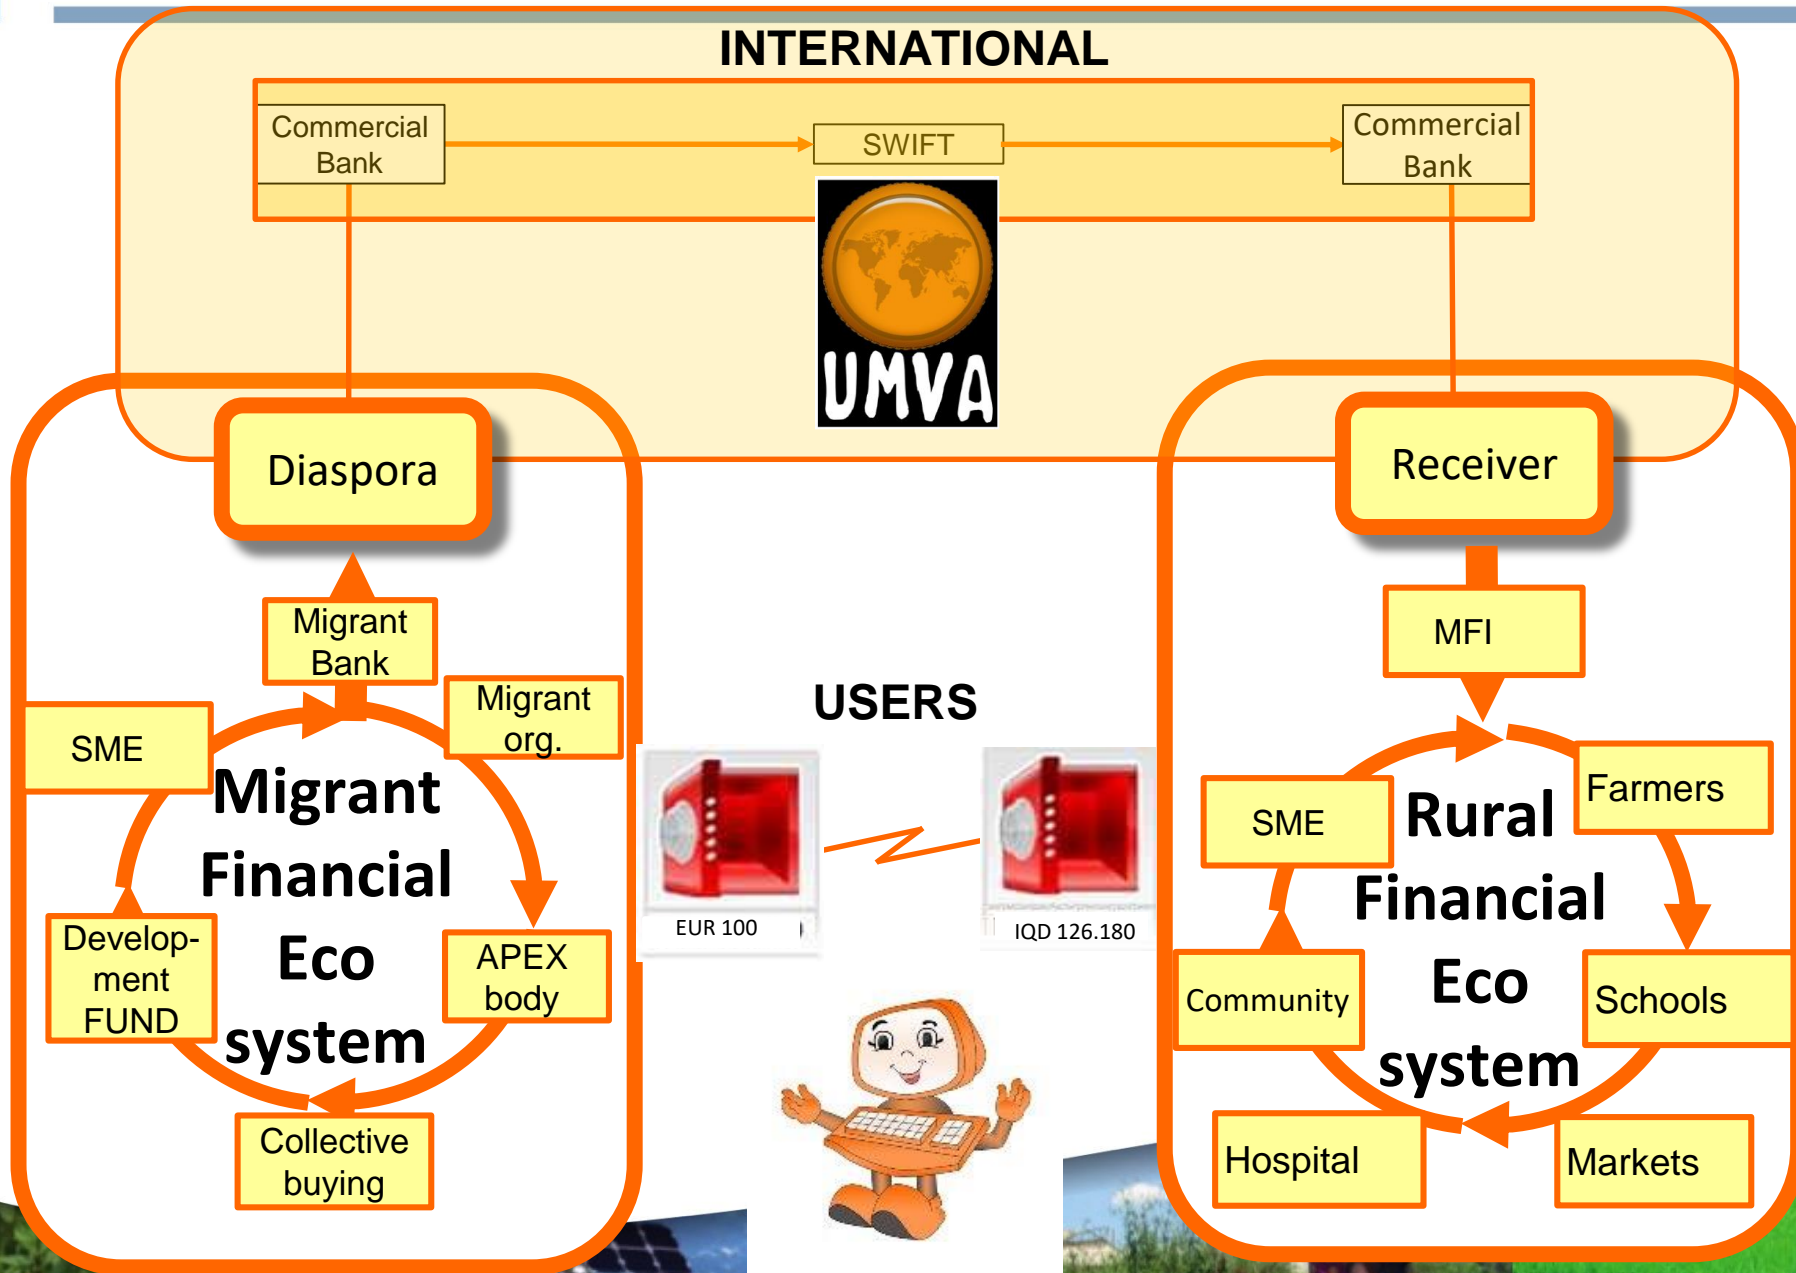 INTERNATIONAL
Commercial
Bank
SWIFT
Commercial
Bank
UMVA
Diaspora
Receiver
Migrant
Bank
MFI
Migrant
org.
SME
USERS
Migrant
Financial
Eco
system
Farmers
SME
Rural
Financial
Eco
system
EUR 100
IQD 126.180
Develop-
ment
FUND
APEX
body
Community
Schools
Collective
buying
Hospital
Markets